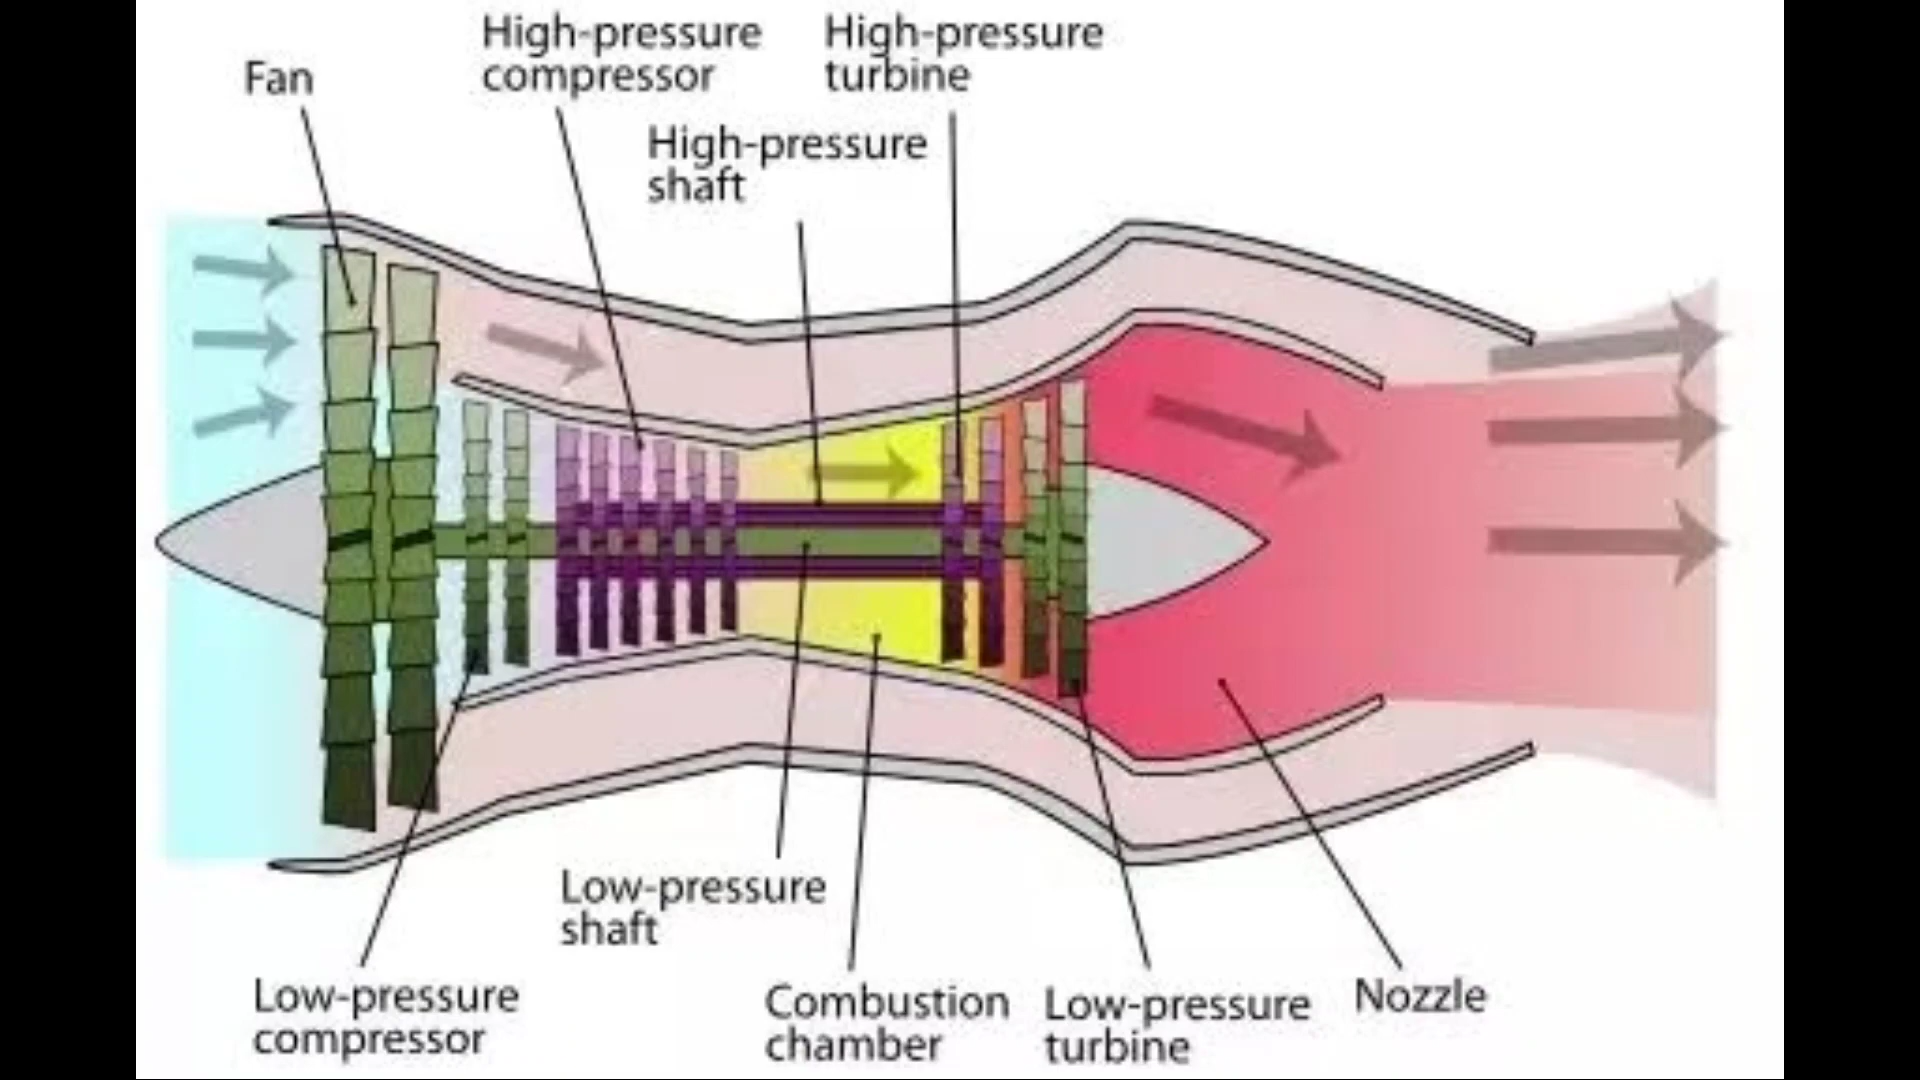 Fan
High-pressure
compressor
High-pressure
turbine
High-pressure
shaft
Low-pressure
shaft
Low-pressure
compressor
Combustion
chamber
Low-pressure
turbine
Nozzle